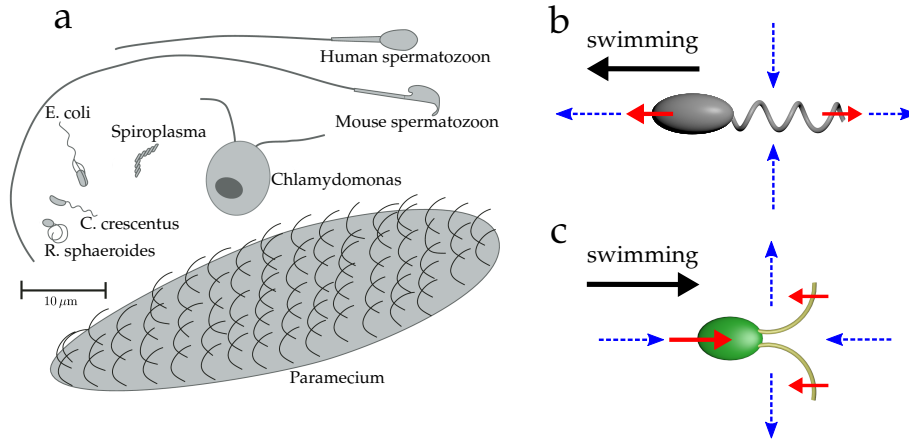 a
Human spermatozoon
Mouse spermatozoon
E. coli
Spiroplasma
Chlamydomonas
C. crescentus
R. sphaeroides
10 μm
Paramecium
b
swimming
c
swimming